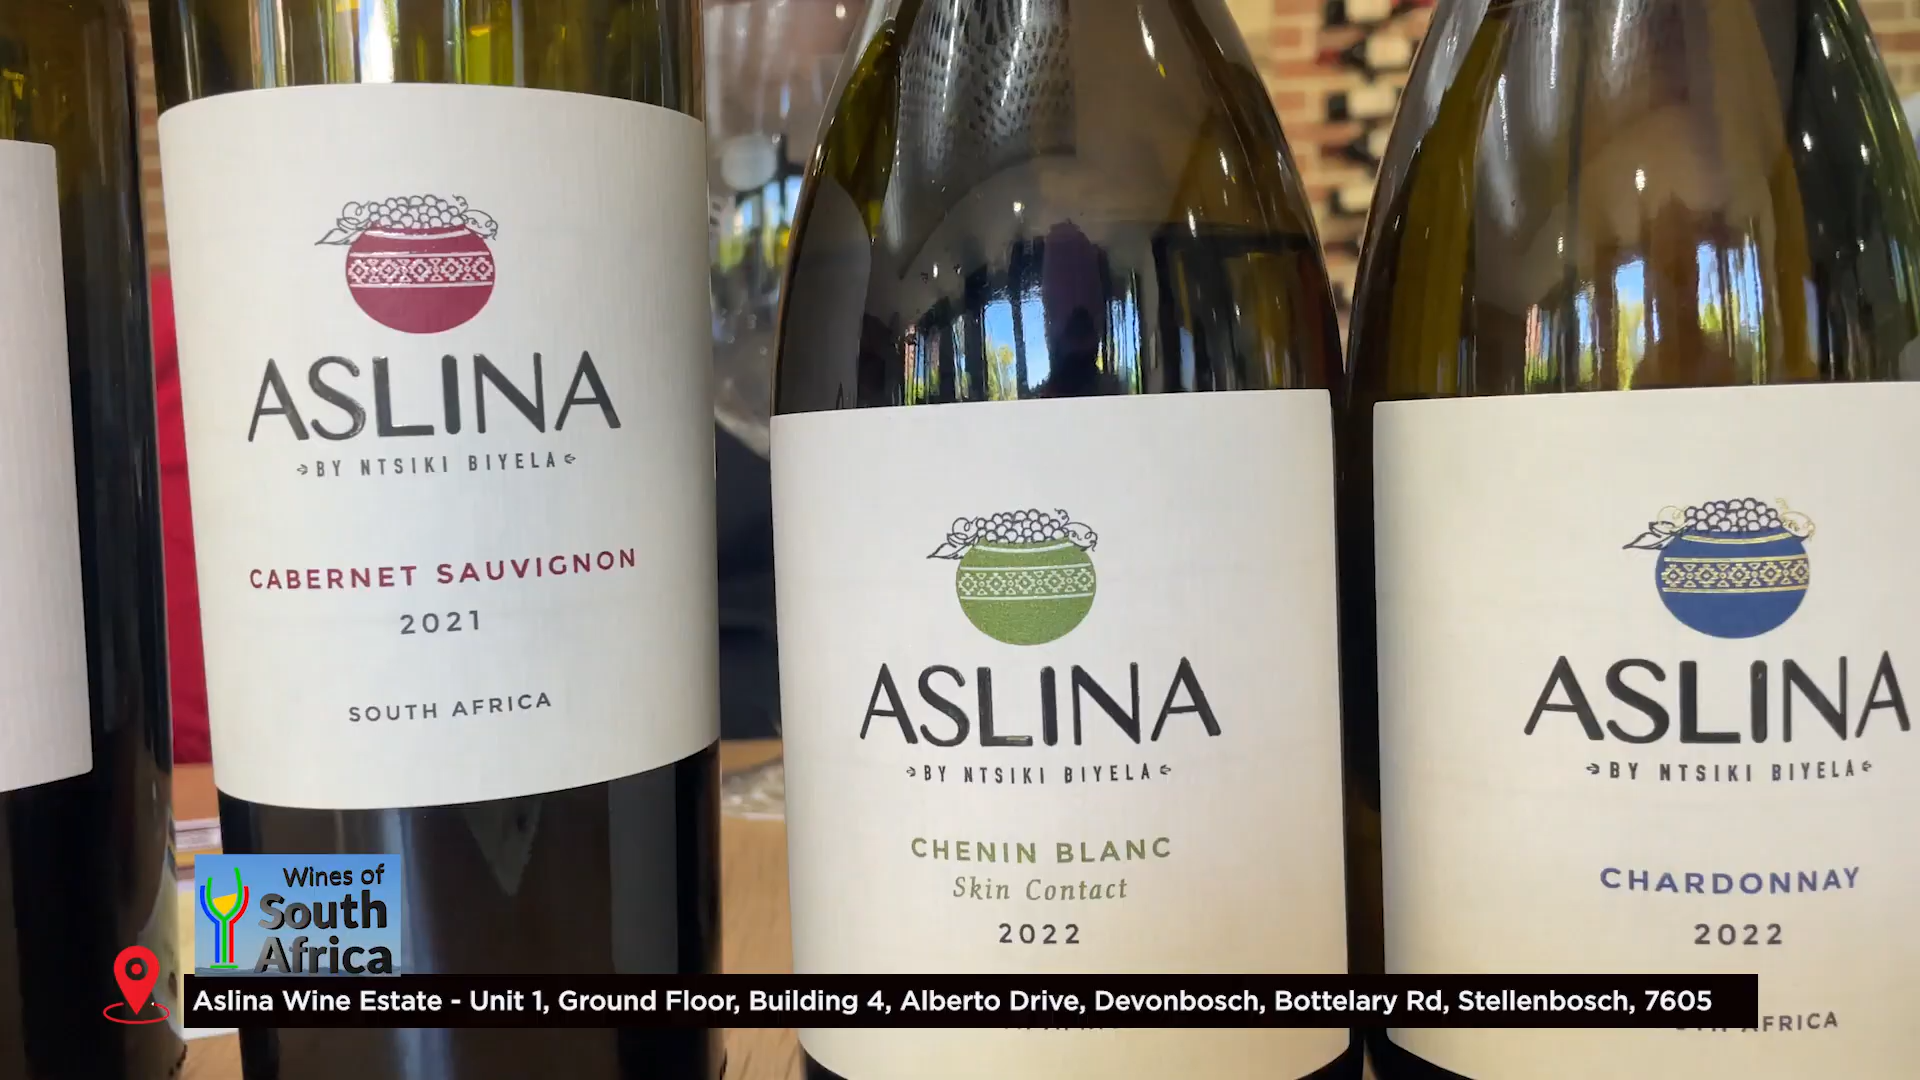 ASLINA
BY NTSIKI BIYELA
CABERNET SAUVIGNON
2021
SOUTH AFRICA
ASLINA
BY NTSIKI BIYELA
CHENIN BLANC
Skin Contact
2022
ASLINA
BY NTSIKI BIYELA
CHARDONNAY
2022
AFRICA
Wines of
South
Africa
Aslina Wine Estate - Unit 1, Ground Floor, Building 4, Alberto Drive, Devonbosch, Bottelary Rd, Stellenbosch, 7605